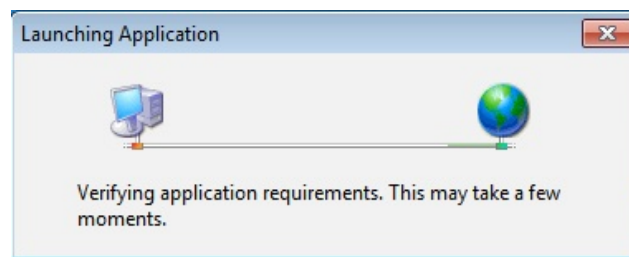 Launching Application
Verifying application requirements. This may take a few
moments.